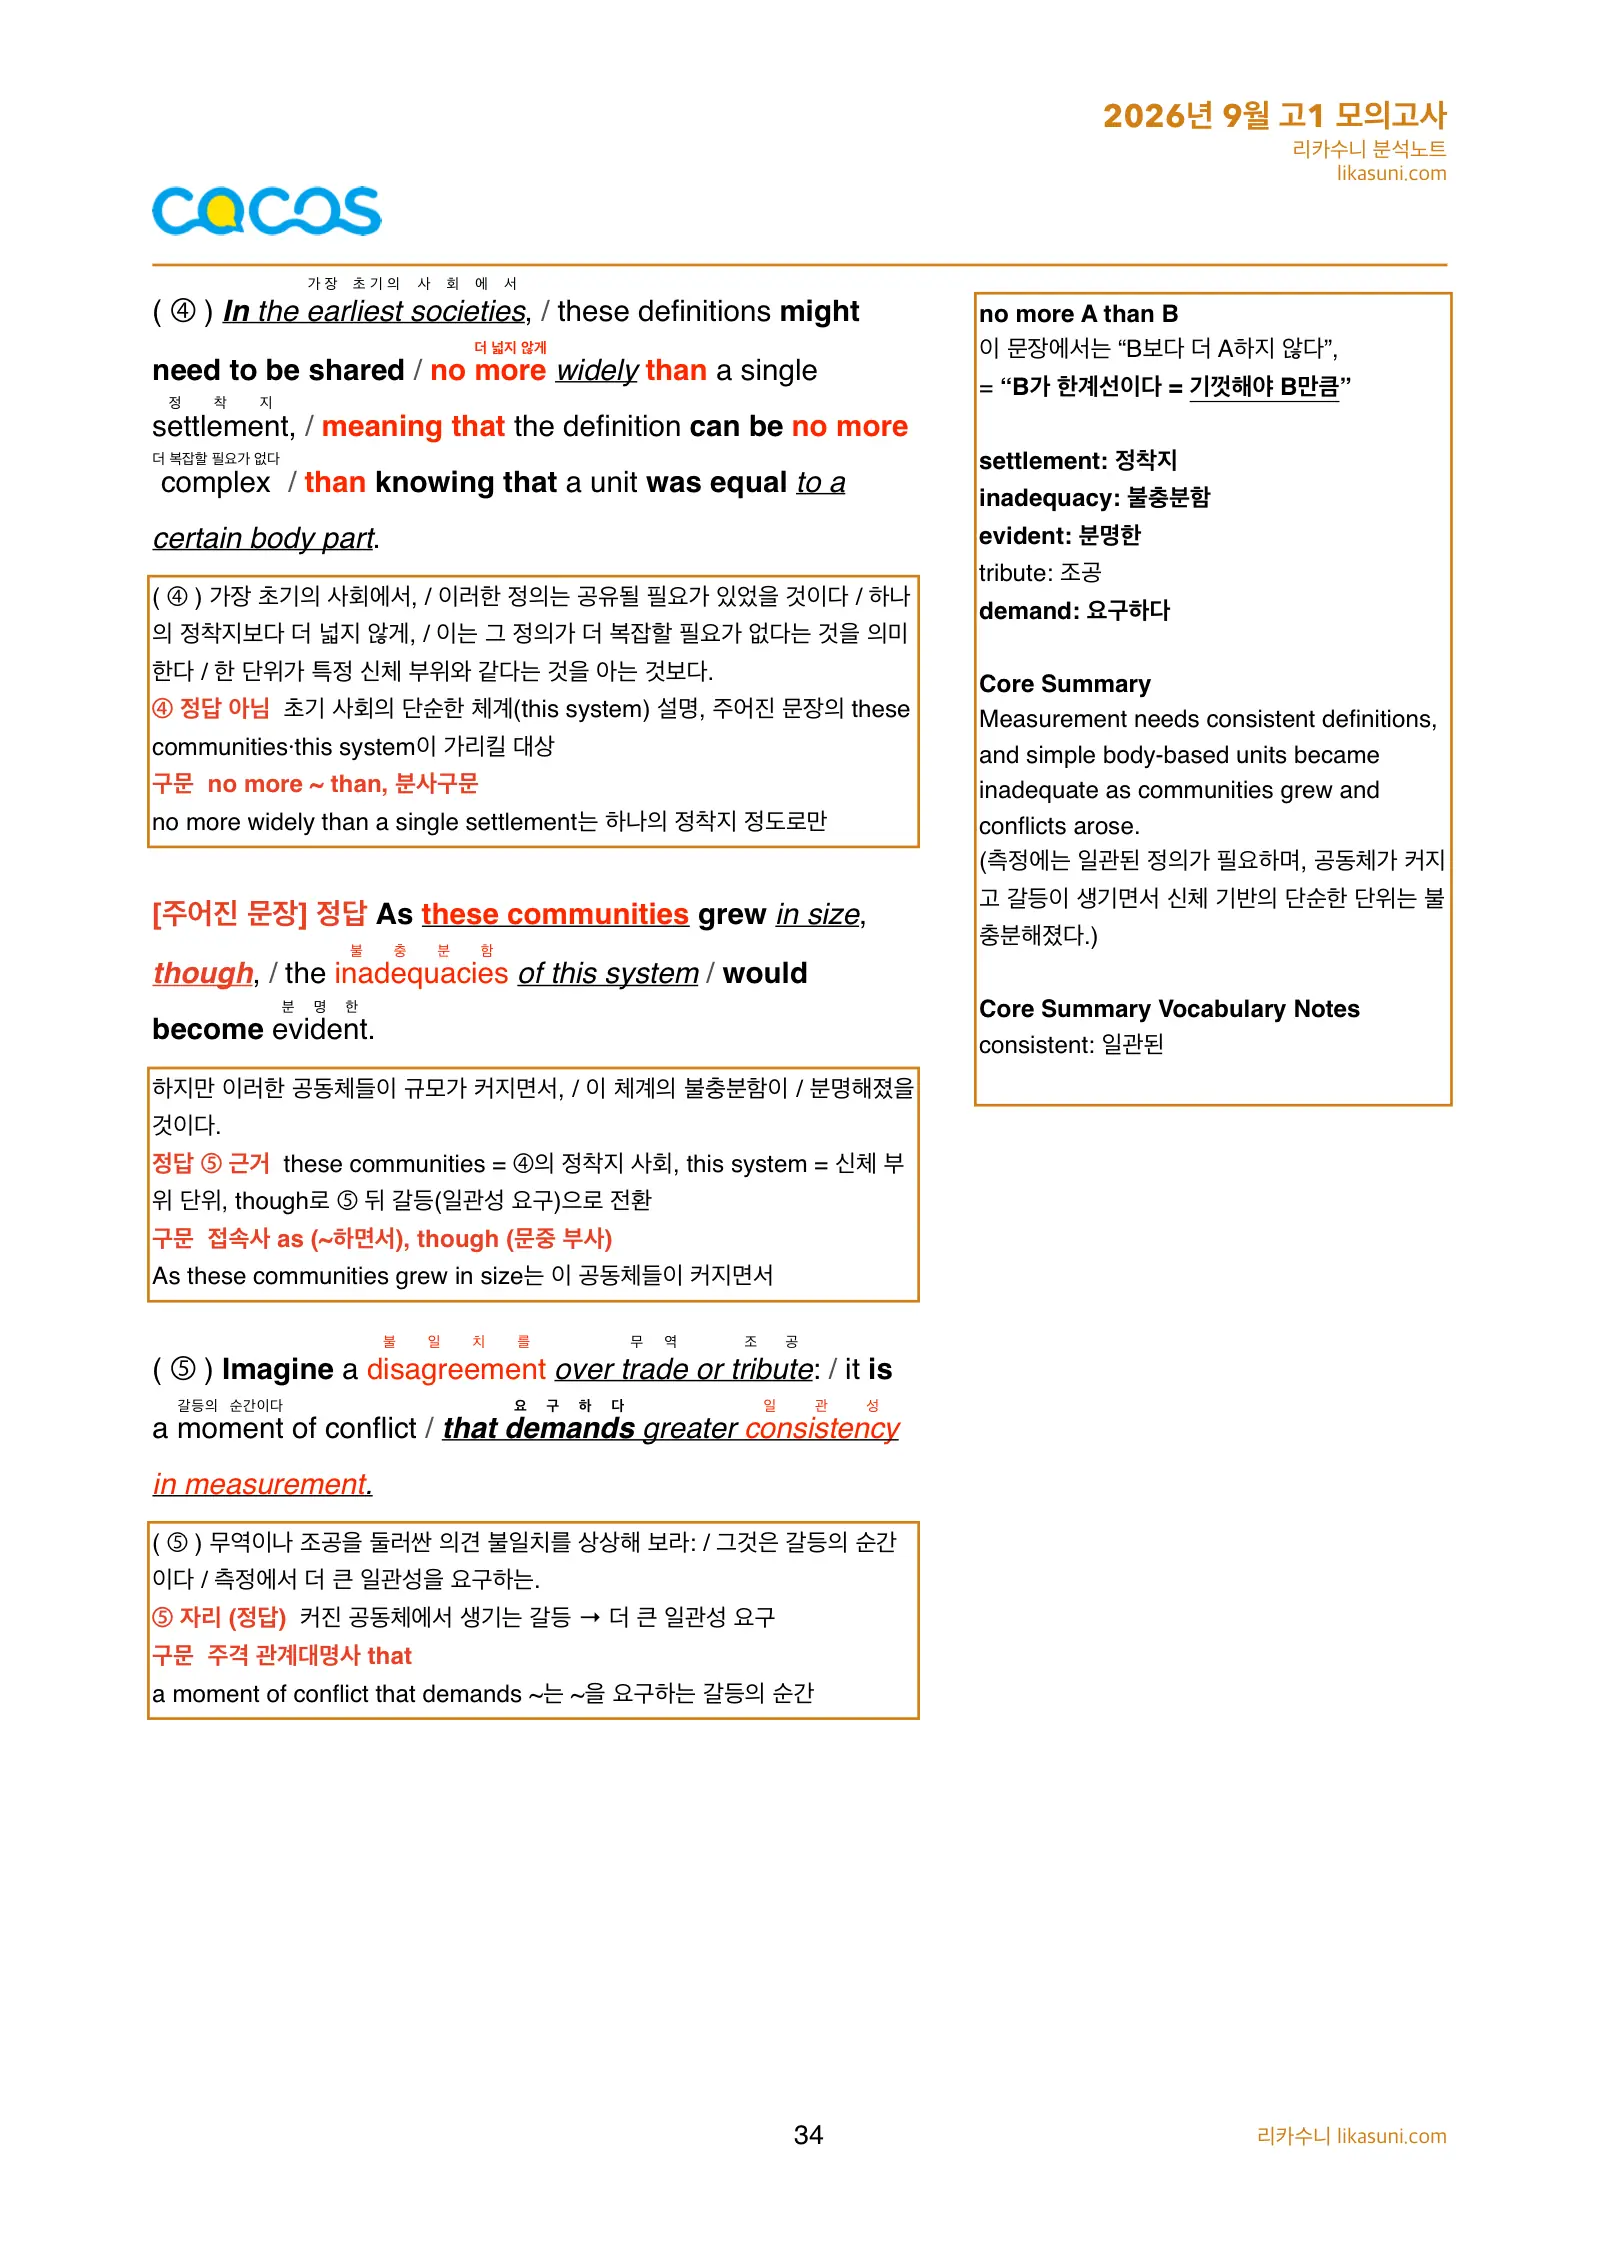 2026년 9월 고1 모의고사
리카수니 분석노트
likasuni.com
cacos
가장 초기의 사회에서
( ④ ) In the earliest societies, / these definitions might
더 넓지 않게
need to be shared / no more widely than a single
정착지
settlement, / meaning that the definition can be no more
더 복잡할 필요가 없다
complex / than knowing that a unit was equal to a
certain body part.
( ④ ) 가장 초기의 사회에서, / 이러한 정의는 공유될 필요가 있었을 것이다 / 하나
의 정착지보다 더 넓지 않게, / 이는 그 정의가 더 복잡할 필요가 없다는 것을 의미
한다 / 한 단위가 특정 신체 부위와 같다는 것을 아는 것보다.
④ 정답 아님 초기 사회의 단순한 체계(this system) 설명, 주어진 문장의 these
communities·this system이 가리킬 대상
구문 no more ~ than, 분사구문
no more widely than a single settlement는 하나의 정착지 정도로만
[주어진 문장] 정답 As these communities grew in size,
불충분함
though, / the inadequacies of this system / would
분명한
become evident.
하지만 이러한 공동체들이 규모가 커지면서, / 이 체계의 불충분함이 / 분명해졌을
것이다.
정답 ⑤ 근거 these communities = ④의 정착지 사회, this system = 신체 부
위 단위, though로 ⑤ 뒤 갈등(일관성 요구)으로 전환
구문 접속사 as (~하면서), though (문중 부사)
As these communities grew in size는 이 공동체들이 커지면서
불일치를 무역 조공
( ⑤ ) Imagine a disagreement over trade or tribute: / it is
갈등의 순간이다 요구하다 일관성
a moment of conflict / that demands greater consistency
in measurement.
( ⑤ ) 무역이나 조공을 둘러싼 의견 불일치를 상상해 보라: / 그것은 갈등의 순간
이다 / 측정에서 더 큰 일관성을 요구하는.
⑤ 자리 (정답) 커진 공동체에서 생기는 갈등 → 더 큰 일관성 요구
구문 주격 관계대명사 that
a moment of conflict that demands ~는 ~을 요구하는 갈등의 순간
no more A than B
이 문장에서는 “B보다 더 A하지 않다”,
= “B가 한계선이다 = 기껏해야 B만큼”
settlement: 정착지
inadequacy: 불충분함
evident: 분명한
tribute: 조공
demand: 요구하다
Core Summary
Measurement needs consistent definitions,
and simple body-based units became
inadequate as communities grew and
conflicts arose.
(측정에는 일관된 정의가 필요하며, 공동체가 커지
고 갈등이 생기면서 신체 기반의 단순한 단위는 불
충분해졌다.)
Core Summary Vocabulary Notes
consistent: 일관된
34
리카수니 likasuni.com